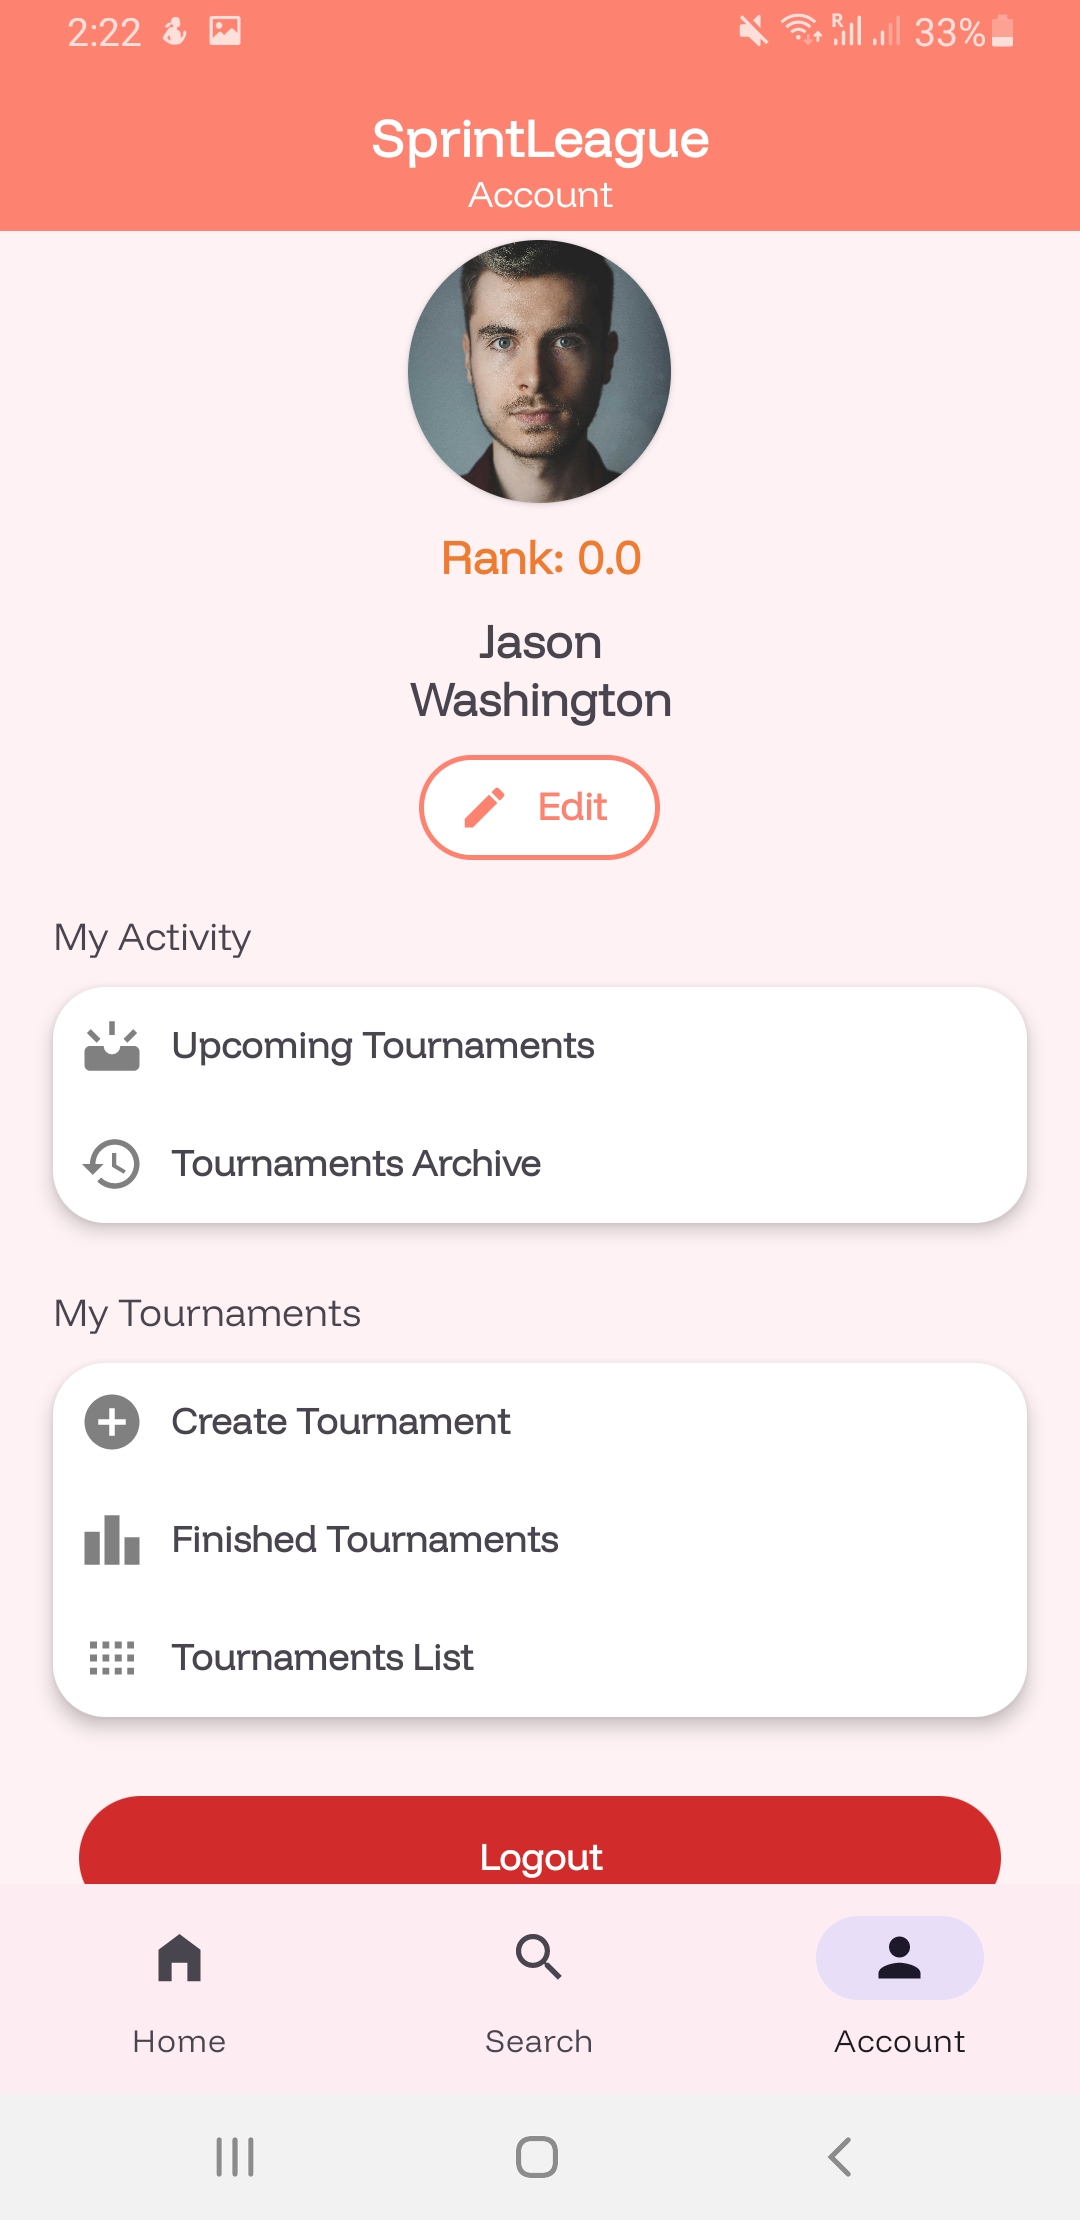 2:22
R 33%
SprintLeague
Account
Rank: 0.0
Jason
Washington
Edit
My Activity
Upcoming Tournaments
Tournaments Archive
My Tournaments
Create Tournament
Finished Tournaments
Tournaments List
Logout
Home Search Account